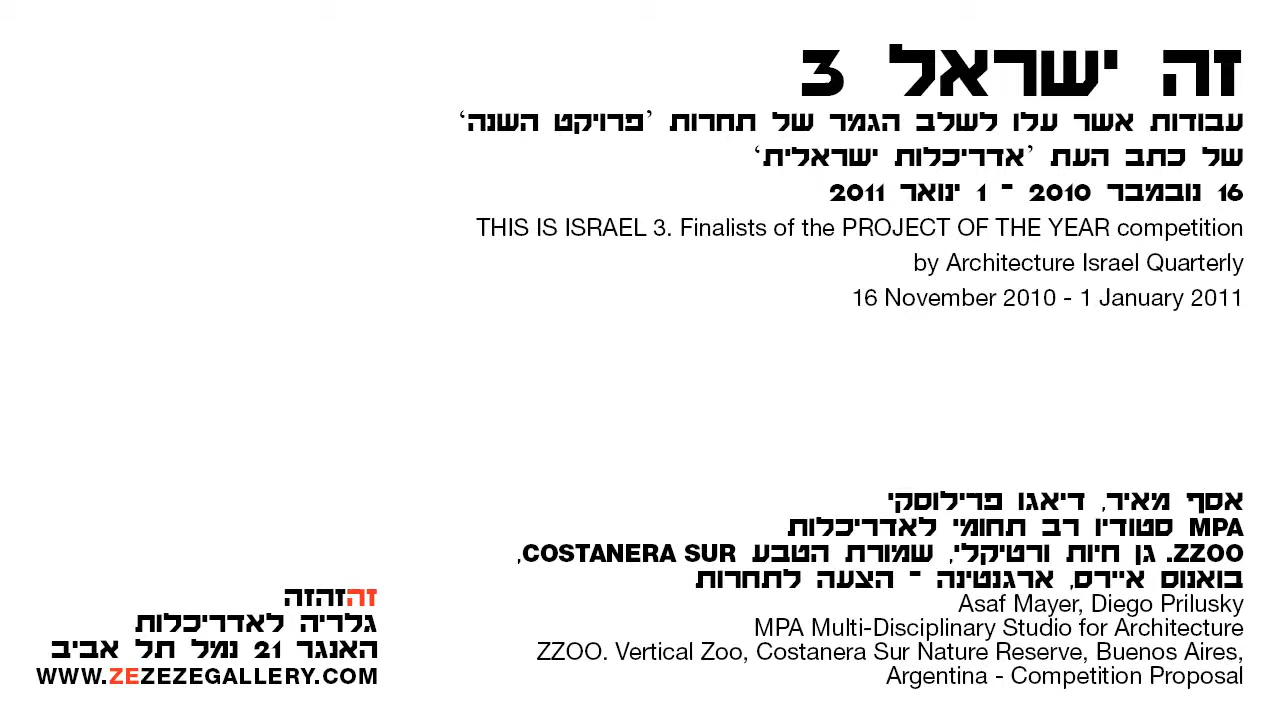 זה ישראל 3
עבודות אשר עלו לשלב הגמר של תחרות 'פרויקט השנה'
של כתב העת 'אדריכלות ישראלית'
16 נובמבר 2010 - 1 ינואר 2011
THIS IS ISRAEL 3. Finalists of the PROJECT OF THE YEAR competition
by Architecture Israel Quarterly
16 November 2010 - 1 January 2011
אסף מאיר, דיאגו פרילוסקי
MPA סטודיו רב תחומי לאדריכלות
ZZOO. גן חיות ורטיקלי, שמורת הטבע COSTANERA SUR,
בואנוס איירס, ארגנטינה - הצעה לתחרות
Asaf Mayer, Diego Prilusky
MPA Multi-Disciplinary Studio for Architecture
ZZOO. Vertical Zoo, Costanera Sur Nature Reserve, Buenos Aires,
Argentina - Competition Proposal
זהזהזה
גלריה לאדריכלות
האנגר 21 נמל תל אביב
WWW.ZEZEZEGALLERY.COM